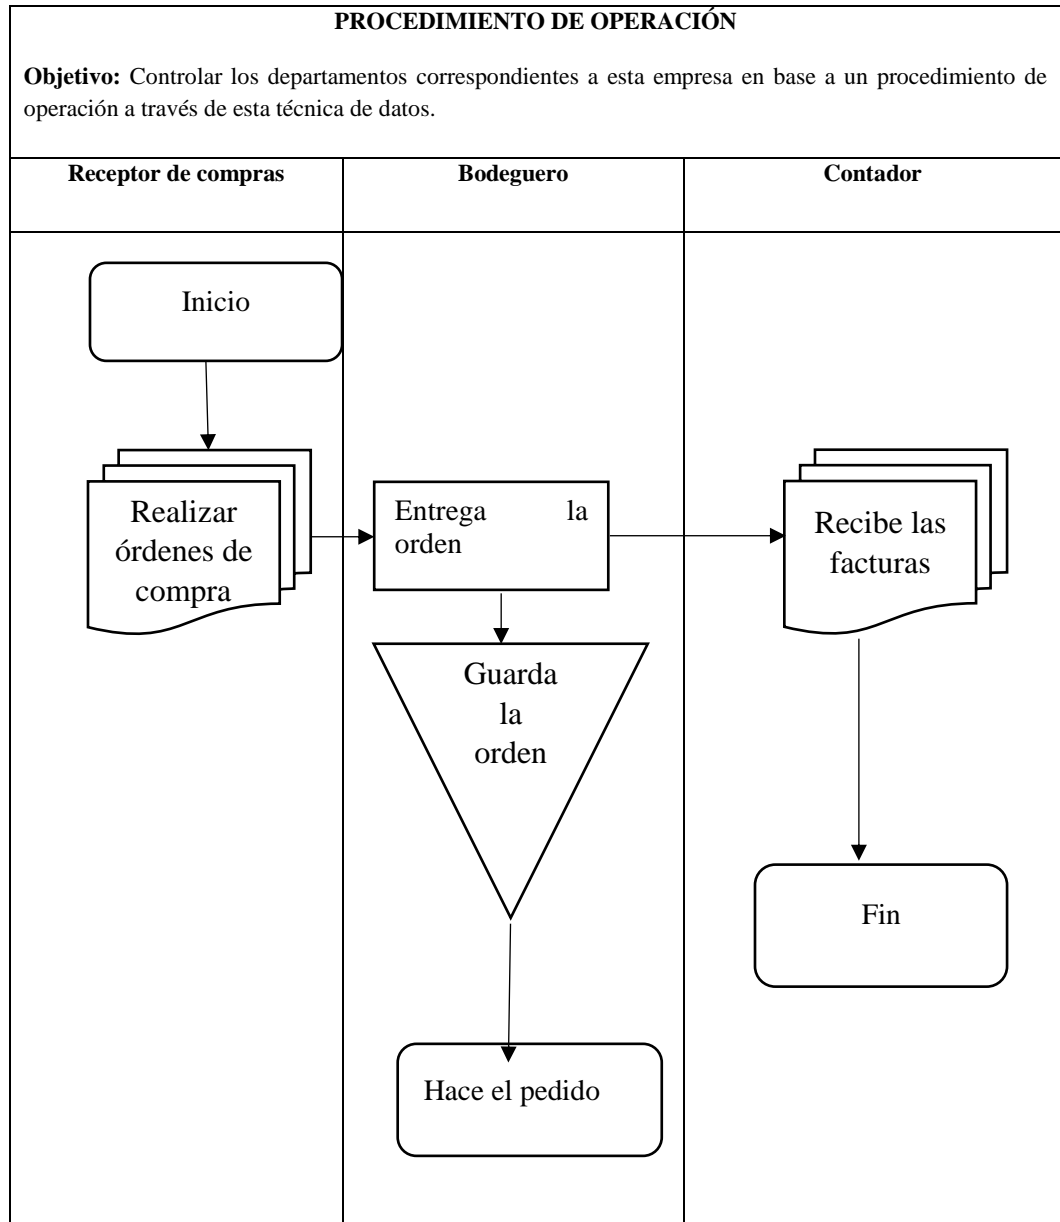 PROCEDIMIENTO DE OPERACIÓN
Objetivo: Controlar los departamentos correspondientes a esta empresa en base a un procedimiento de
operación a través de esta técnica de datos.
Receptor de compras
Bodeguero
Contador
Inicio
Realizar
órdenes de
compra
Entrega la
orden
Recibe las
facturas
Guarda
la
orden
Fin
Hace el pedido